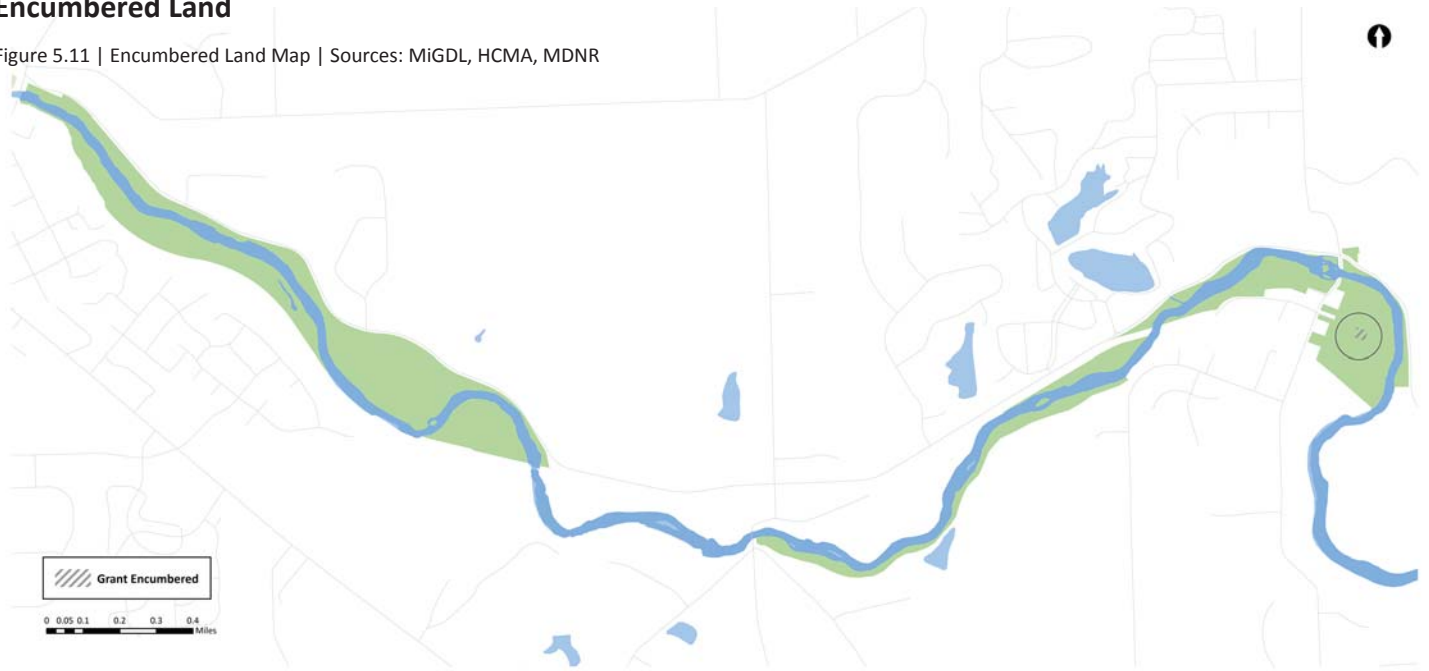 Encumbered Land
Figure 5.11 | Encumbered Land Map | Sources: MiGDL, HCMA, MDNR
Grant Encumbered
0 0.05 0.1 0.2 0.3 0.4
Miles